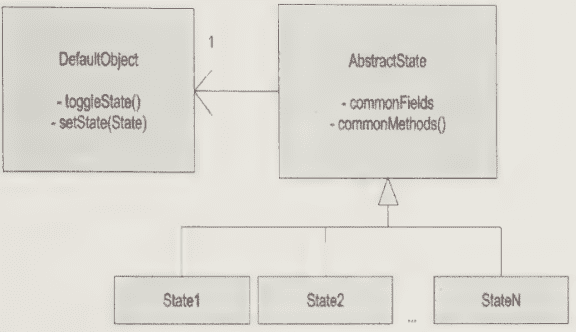 DefaultObject
- toggleState()
- setState(State)
1
AbstractState
- commonFields
- commonMethods()
State1
State2
...
StateN